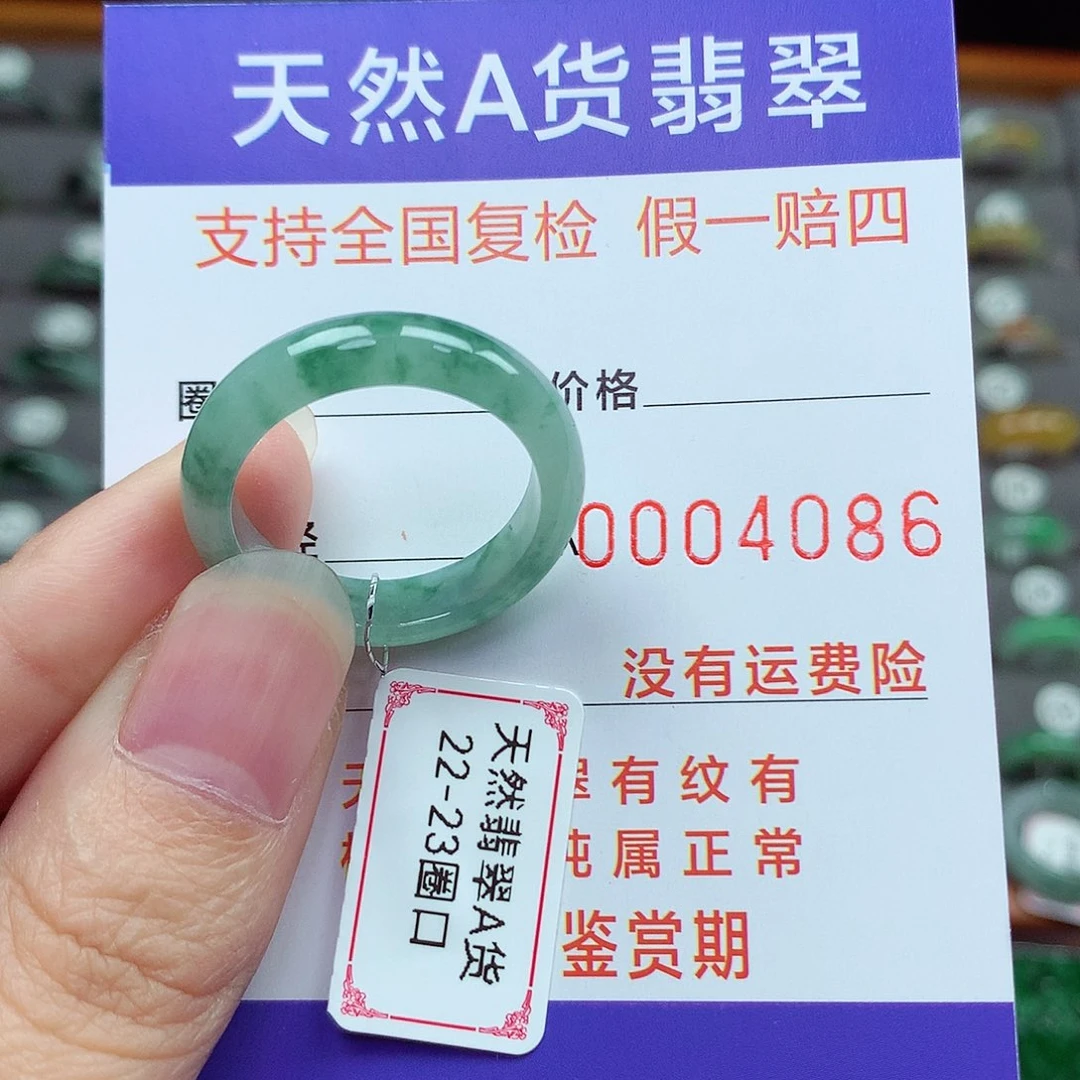 天然A货翡翠
支持全国复检 假一赔四
圈 价格
0004086
没有运费险
有纹有
纯属正常
鉴赏期
天然翡翠A货
22-23圈口